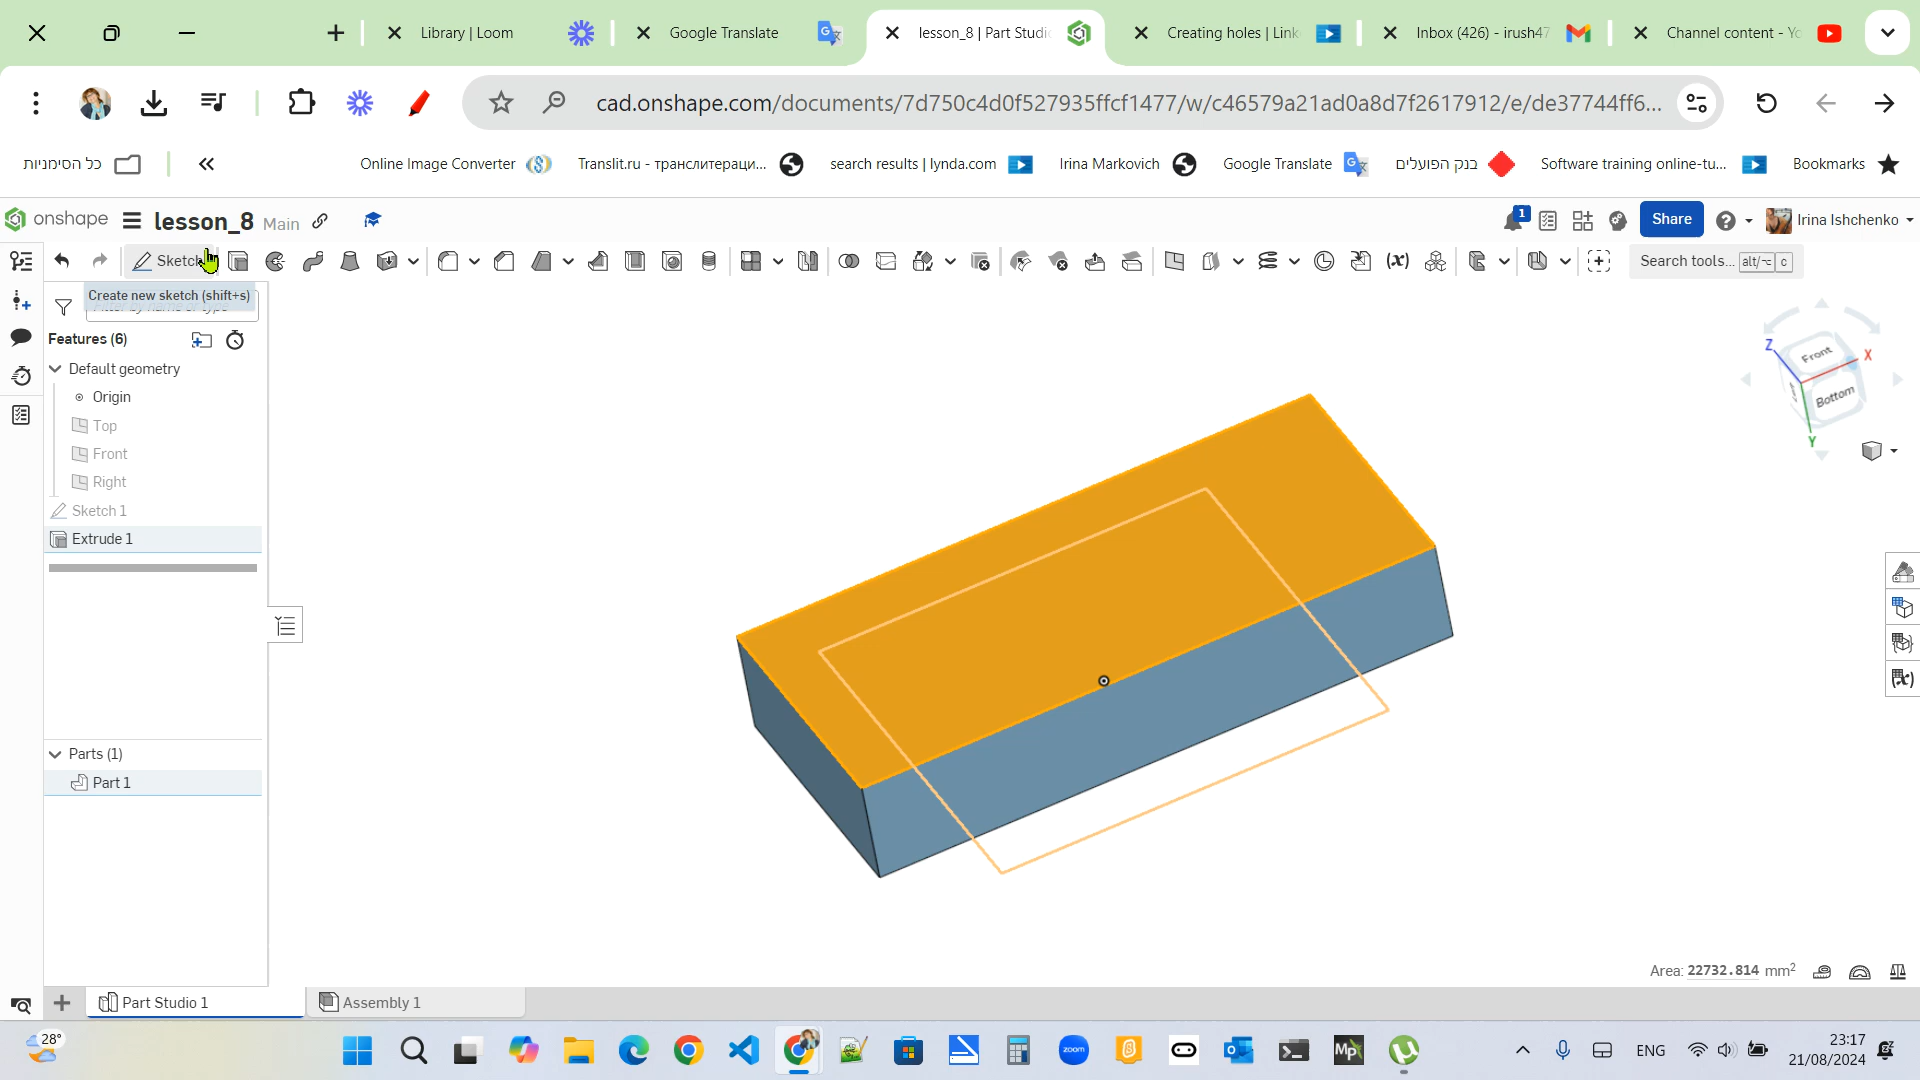 Library | Loom
Google Translate
lesson_8 | Part Studi
Creating holes | Link
Inbox (426) - irush47
Channel content - Yo
cad.onshape.com/documents/7d750c4d0f527935ffcf1477/w/c46579a21ad0a8d7f2617912/e/de37744ff6...
כל הסימניות
Online Image Converter
Translit.ru - транслитераци...
search results | lynda.com
Irina Markovich
Google Translate
בנק הפועלים
Software training online-tu...
Bookmarks
onshape
lesson_8 Main
1
Share
Irina Ishchenko
Sketch
Search tools... alt/⌥ c
Create new sketch (shift+s)
Features (6)
Default geometry
Origin
Top
Front
Right
Sketch 1
Extrude 1
Parts (1)
Part 1
Front
Bottom
Z
X
Y
Area: 22732.814 mm²
Part Studio 1
Assembly 1
28°
zoom
ENG
23:17
21/08/2024